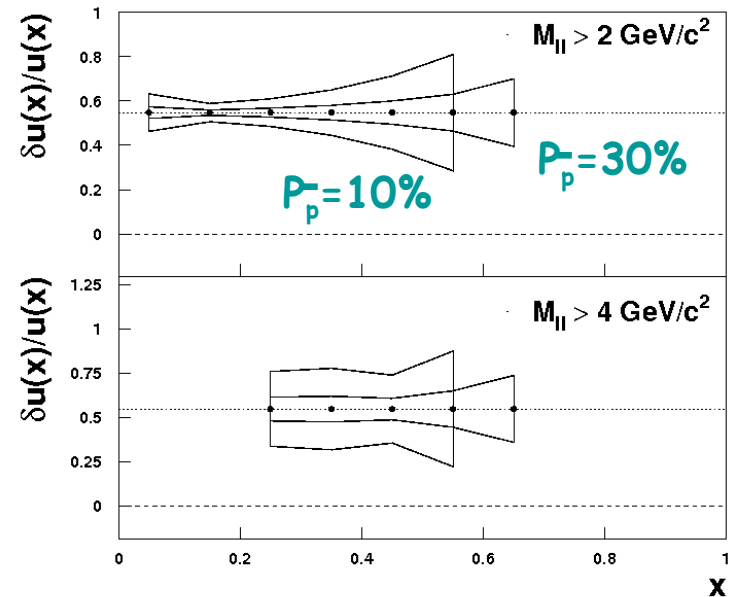 δu(x)/u(x)
1
0.8
0.6
0.4
0.2
0
M_ll > 2 GeV/c²
P_p̄=10%
P_p̄=30%
δu(x)/u(x)
1.25
1
0.75
0.5
0.25
0
M_ll > 4 GeV/c²
0 0.2 0.4 0.6 0.8 1
x